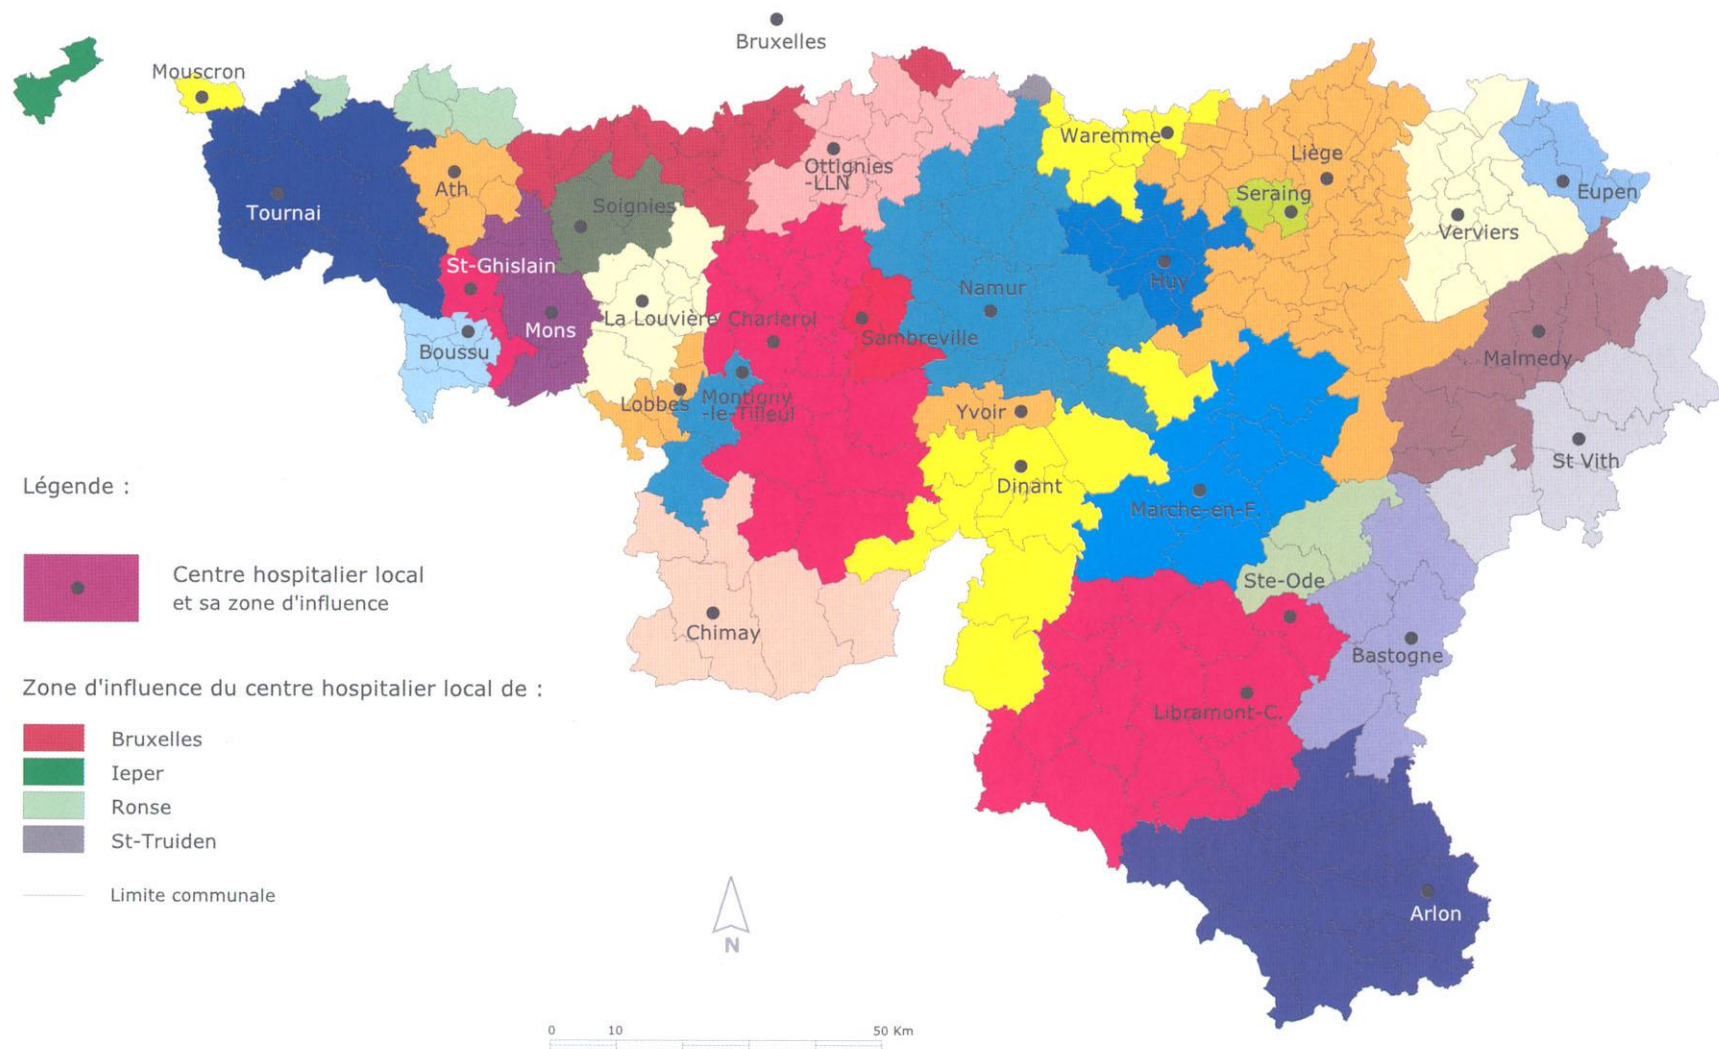 Bruxelles
Mouscron
Waremme
Liège
Ottignies
-LLN
Ath
Seraing
Eupen
Tournai
Soignies
Verviers
St-Ghislain
Huy
Namur
La Louvière
Charleroi
Mons
Sambreville
Boussu
Malmedy
Lobbes
Montigny
-le-Tilleul
Yvoir
St Vith
Dinant
Marche-en-F.
Ste-Ode
Chimay
Bastogne
Libramont-C.
Arlon
Légende :
Centre hospitalier local
et sa zone d'influence
Zone d'influence du centre hospitalier local de :
Bruxelles
Ieper
Ronse
St-Truiden
Limite communale
N
0 10 50 Km